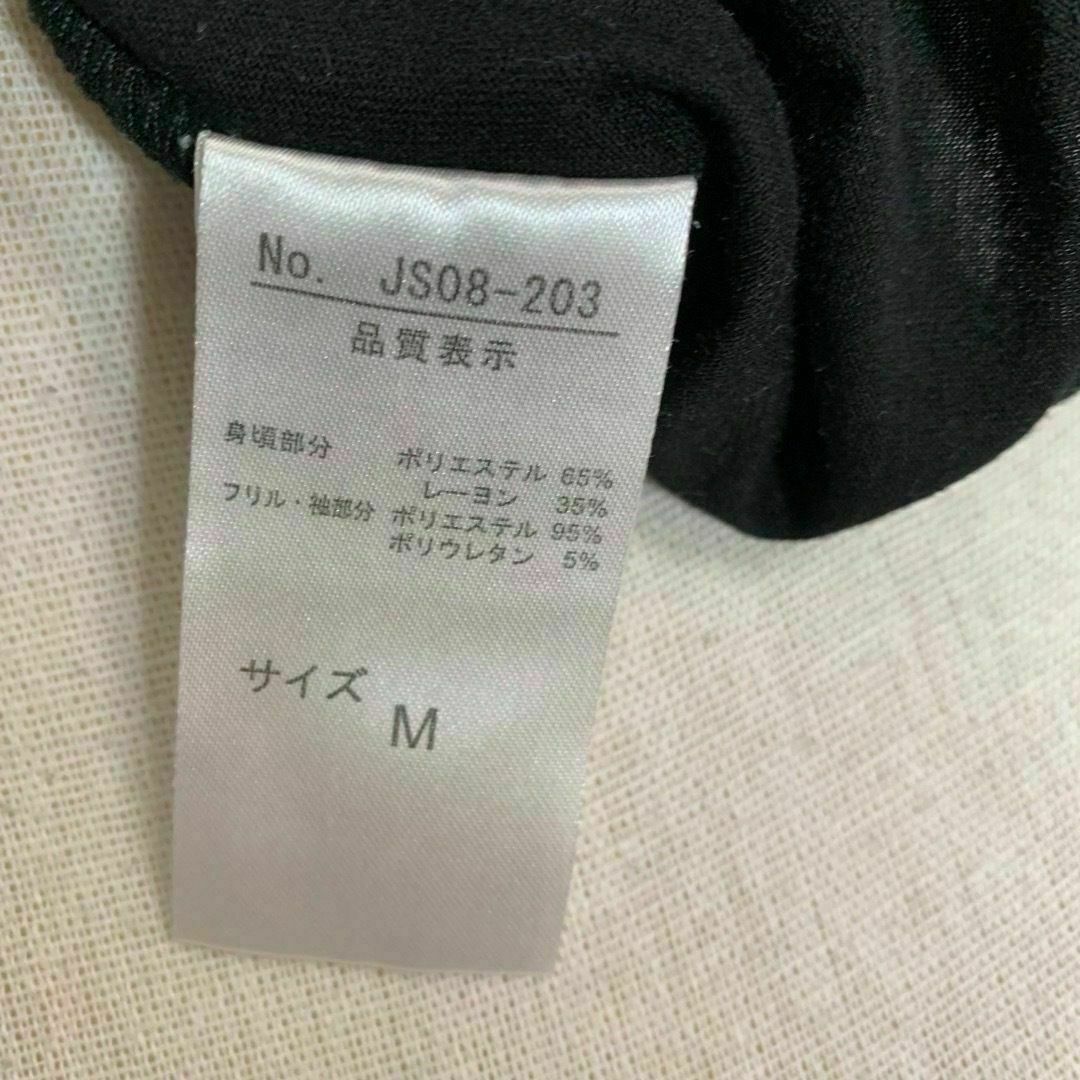 No. JS08-203
品質表示
身頃部分 ポリエステル 65%
レーヨン 35%
フリル・袖部分 ポリエステル 95%
ポリウレタン 5%
サイズ M